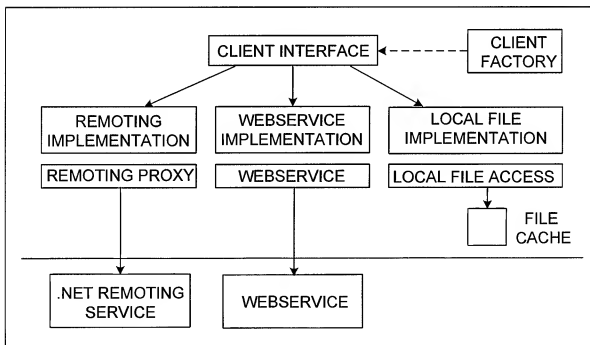 CLIENT INTERFACE
CLIENT
FACTORY
REMOTING
IMPLEMENTATION
WEBSERVICE
IMPLEMENTATION
LOCAL FILE
IMPLEMENTATION
REMOTING PROXY
WEBSERVICE
LOCAL FILE ACCESS
FILE
CACHE
.NET REMOTING
SERVICE
WEBSERVICE